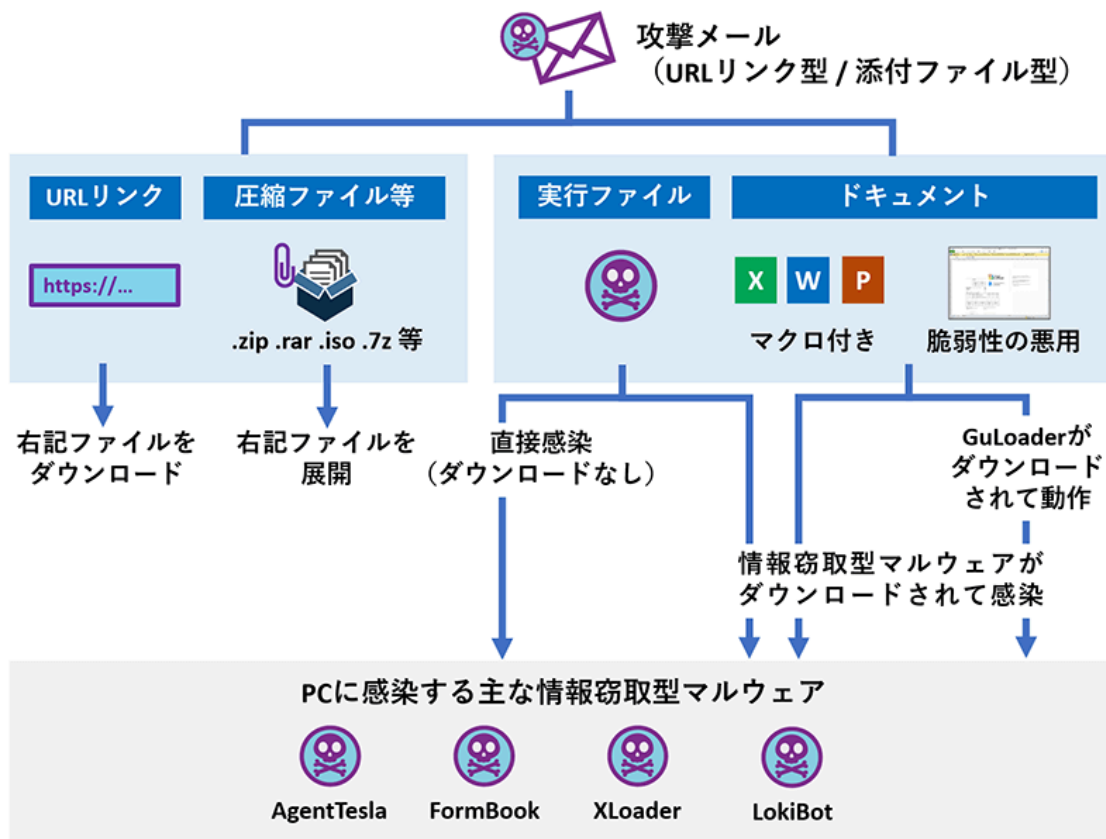 攻撃メール
（URLリンク型 / 添付ファイル型）
URLリンク
圧縮ファイル等
https://...
.zip .rar .iso .7z 等
実行ファイル
ドキュメント
X W P
マクロ付き
脆弱性の悪用
右記ファイルを
ダウンロード
右記ファイルを
展開
直接感染
（ダウンロードなし）
GuLoaderが
ダウンロード
されて動作
情報窃取型マルウェアが
ダウンロードされて感染
PCに感染する主な情報窃取型マルウェア
AgentTesla
FormBook
XLoader
LokiBot